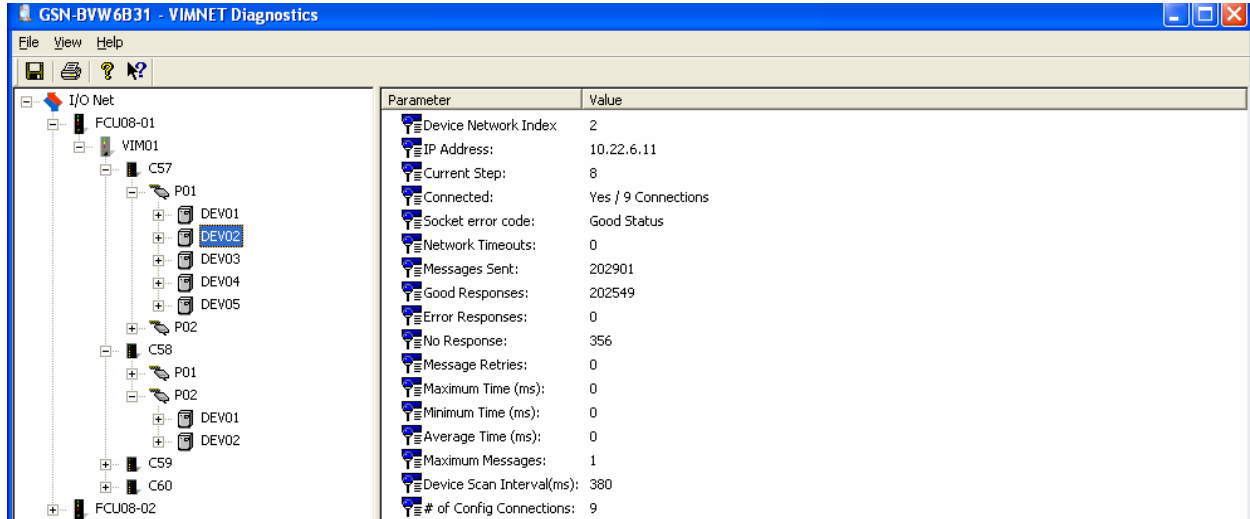 GSN-BVW6B31 - VIMNET Diagnostics
File View Help
I/O Net
FCU08-01
VIM01
C57
P01
DEV01
DEV02
DEV03
DEV04
DEV05
P02
C58
P01
P02
DEV01
DEV02
C59
C60
FCU08-02
Parameter Value
Device Network Index 2
IP Address: 10.22.6.11
Current Step: 8
Connected: Yes / 9 Connections
Socket error code: Good Status
Network Timeouts: 0
Messages Sent: 202901
Good Responses: 202549
Error Responses: 0
No Response: 356
Message Retries: 0
Maximum Time (ms): 0
Minimum Time (ms): 0
Average Time (ms): 0
Maximum Messages: 1
Device Scan Interval(ms): 380
# of Config Connections: 9